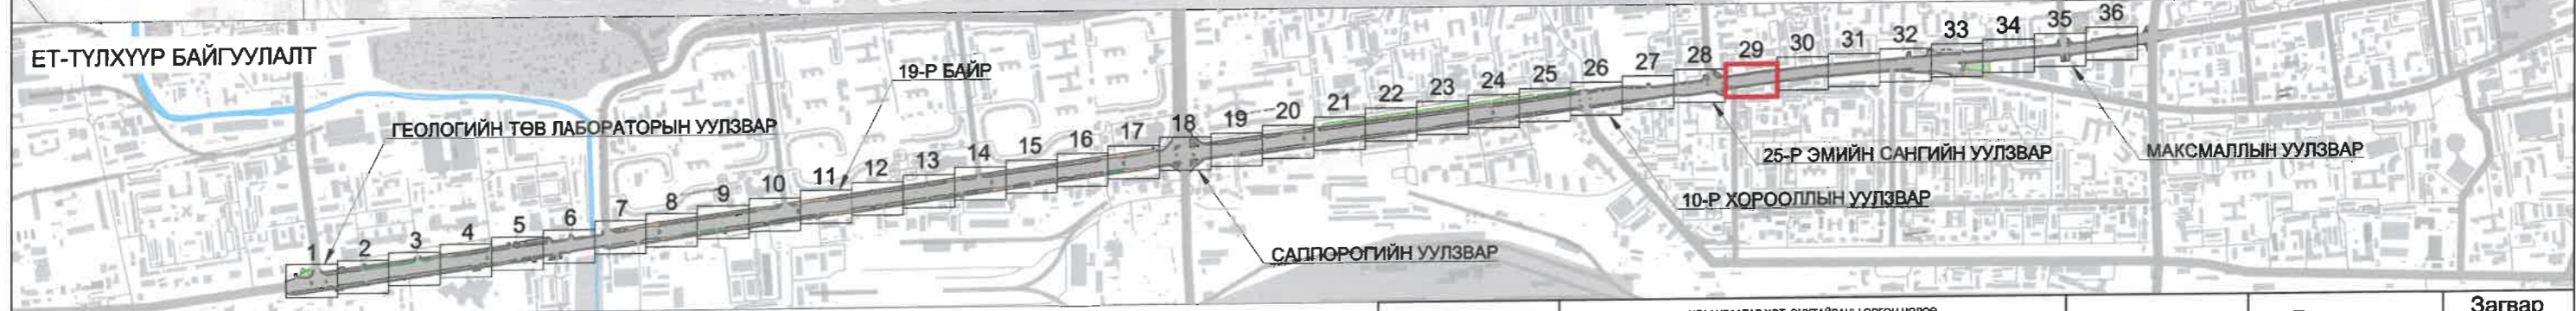 ЕТ-ТҮЛХҮҮР БАЙГУУЛАЛТ
19-Р БАЙР
ГЕОЛОГИЙН ТӨВ ЛАБОРАТОРЫН УУЛЗВАР
1 2 3 4 5 6 7 8 9 10 11 12 13 14 15 16 17 18 19 20 21 22 23 24 25 26 27 28 29 30 31 32 33 34 35 36
25-Р ЭМИЙН САНГИЙН УУЛЗВАР
МАКСМАЛЛЫН УУЛЗВАР
10-Р ХОРООЛЛЫН УУЛЗВАР
САППОРОГИЙН УУЛЗВАР
Загвар